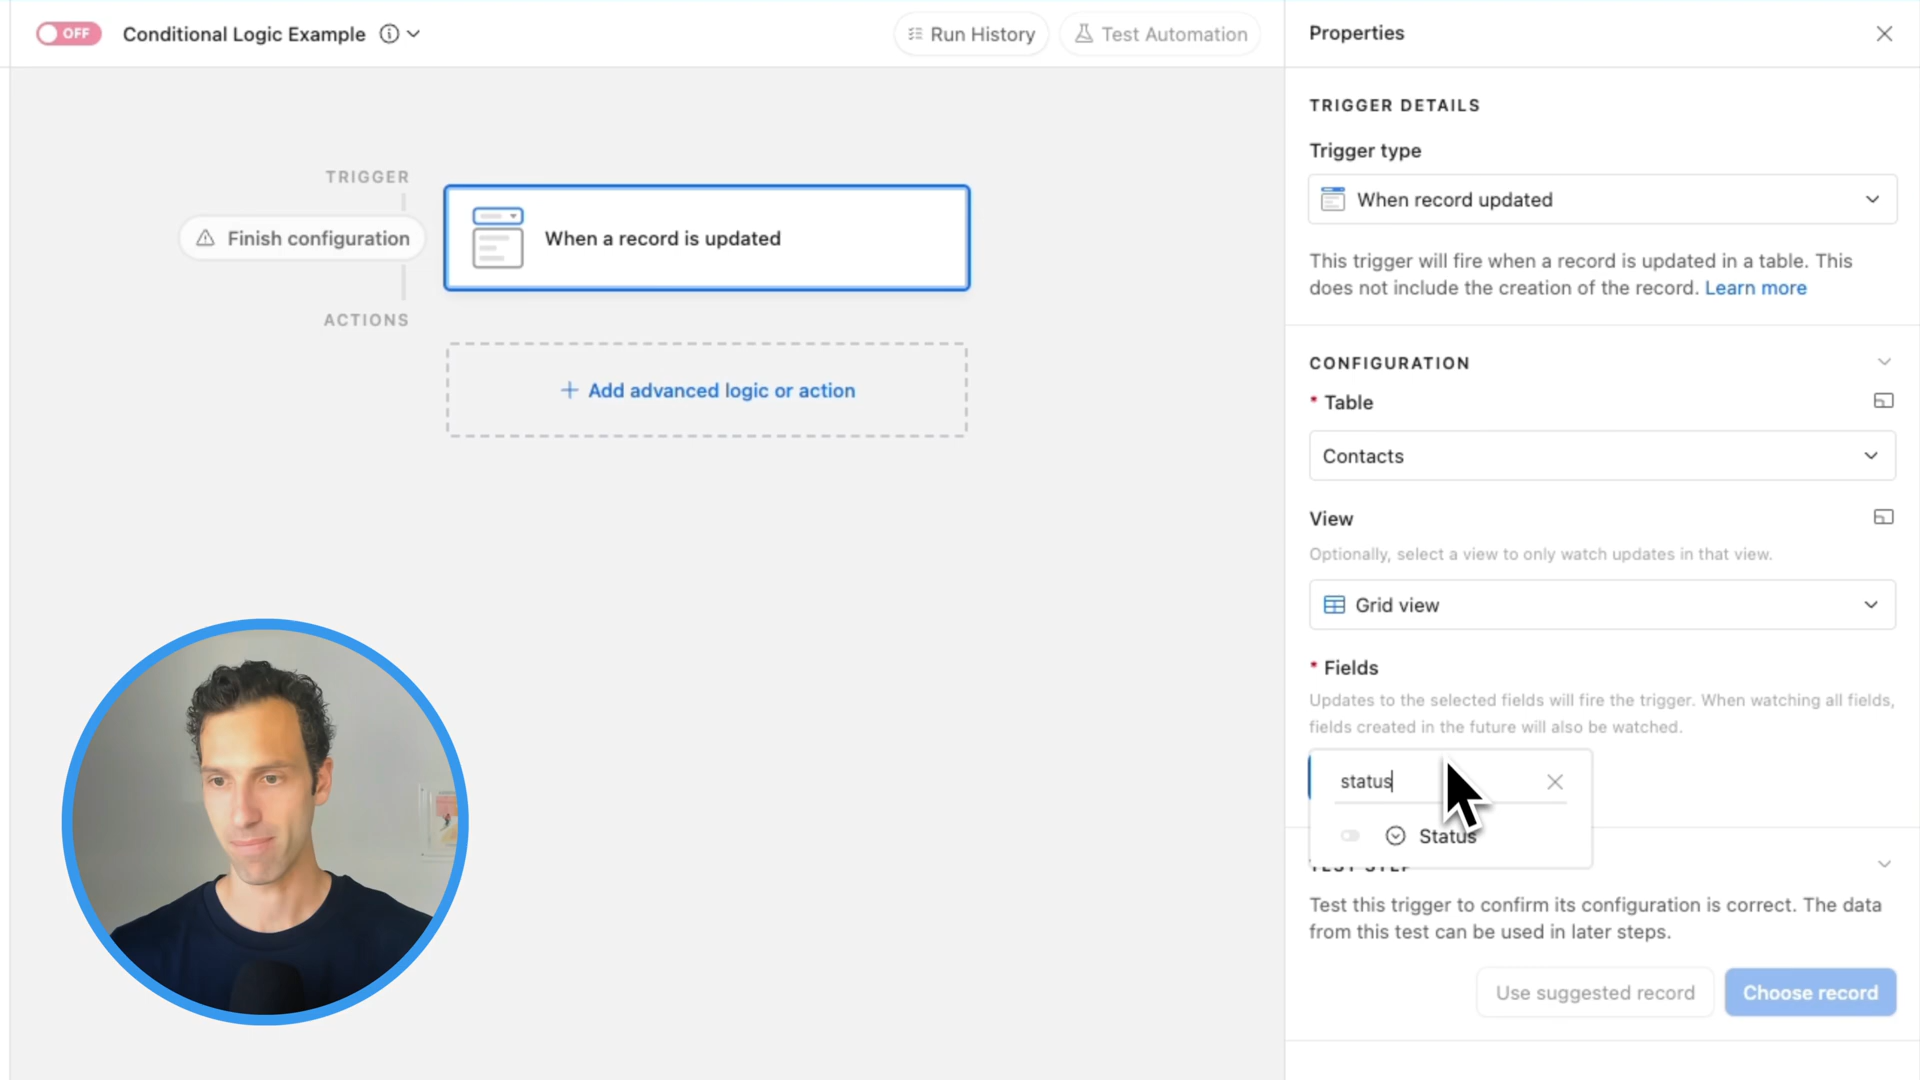 OFF
Conditional Logic Example
Run History
Test Automation
Properties
TRIGGER DETAILS
Trigger type
When record updated
This trigger will fire when a record is updated in a table. This
does not include the creation of the record. Learn more
TRIGGER
Finish configuration
When a record is updated
ACTIONS
+ Add advanced logic or action
CONFIGURATION
* Table
Contacts
View
Optionally, select a view to only watch updates in that view.
Grid view
* Fields
Updates to the selected fields will fire the trigger. When watching all fields,
fields created in the future will also be watched.
status
Status
TEST STEP
Test this trigger to confirm its configuration is correct. The data
from this test can be used in later steps.
Use suggested record
Choose record